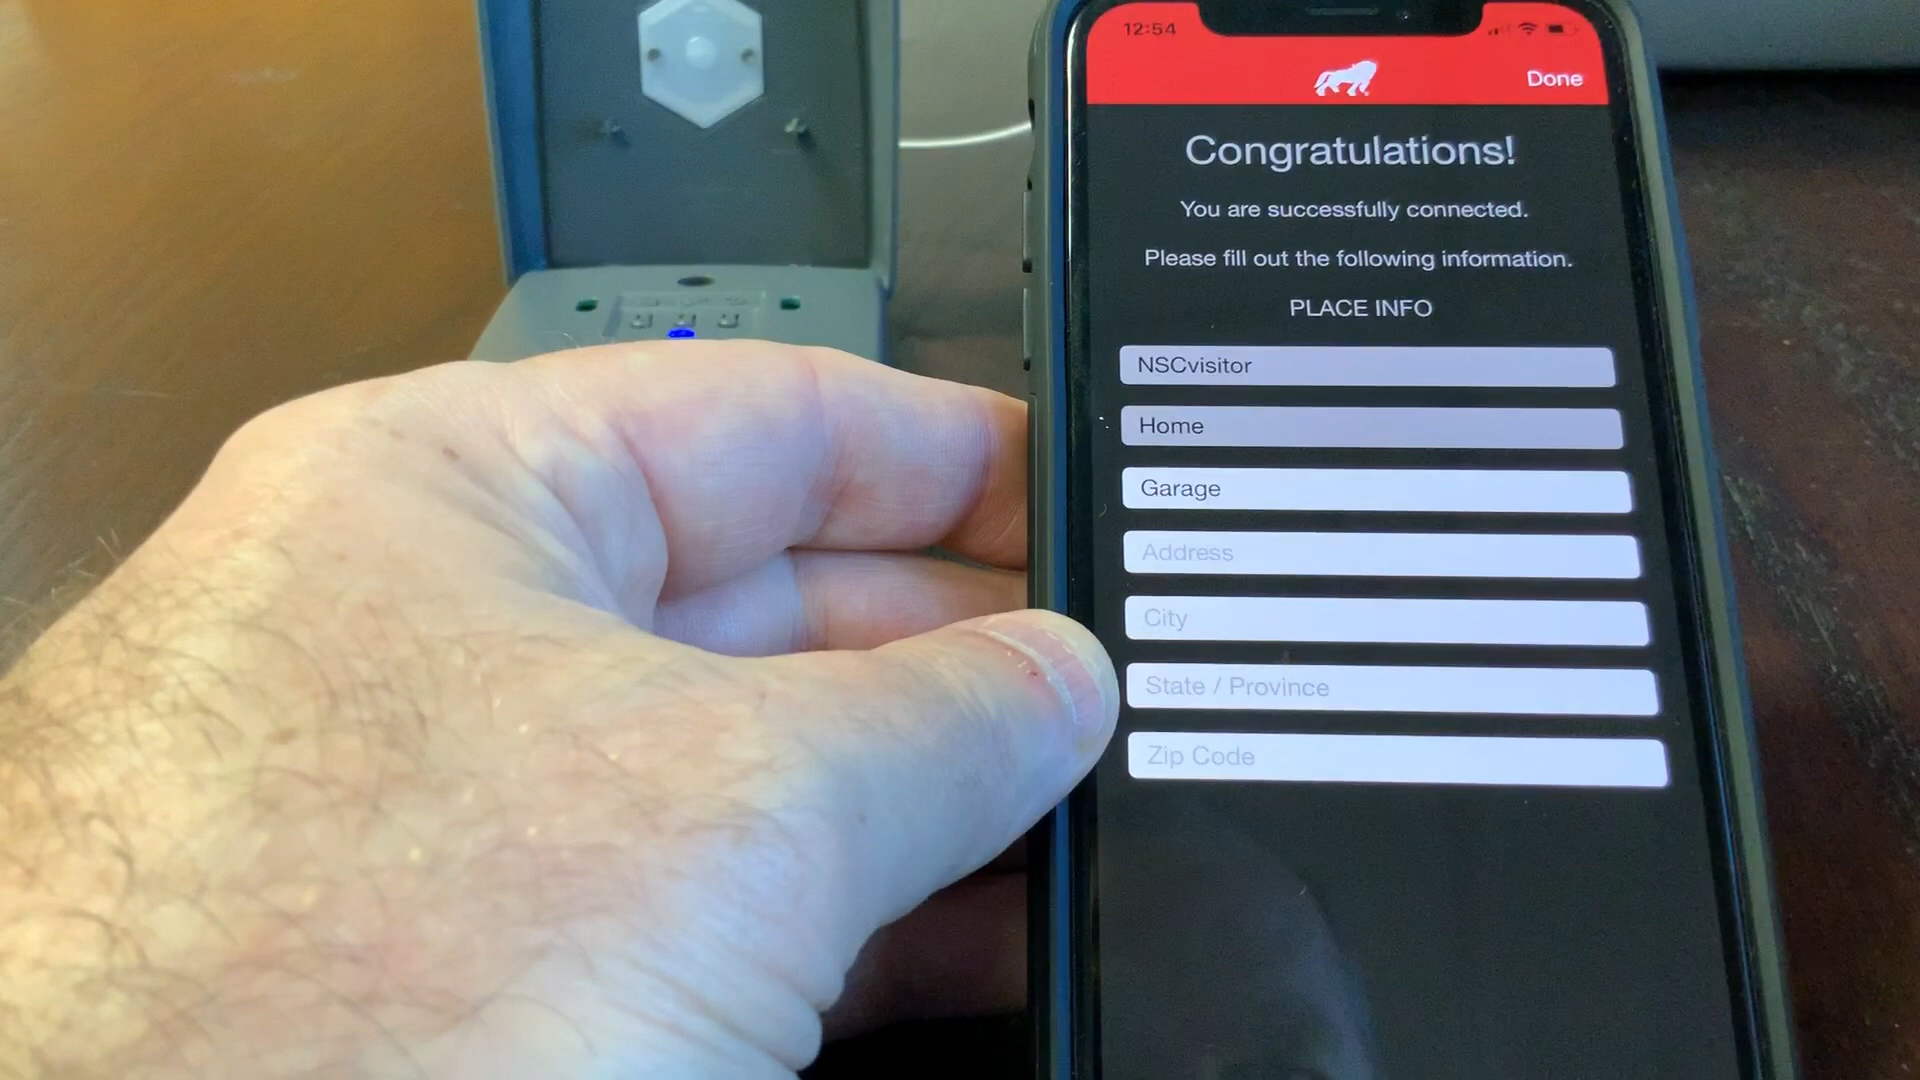 12:54
Done
Congratulations!
You are successfully connected.
Please fill out the following information.
PLACE INFO
NSCvisitor
Home
Garage
Address
City
State / Province
Zip Code